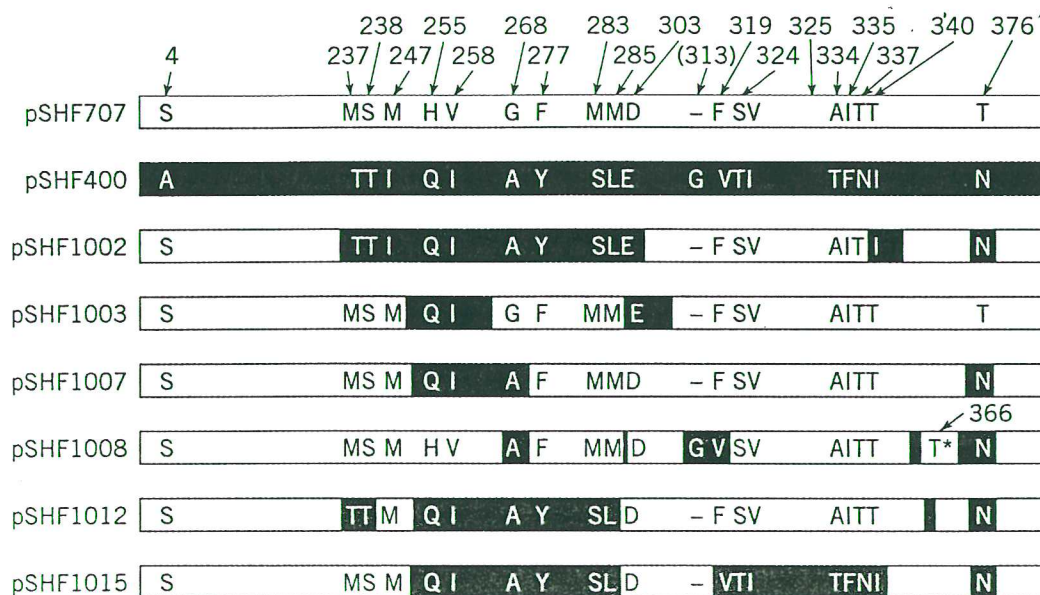 238 255 268 283 303 319 325 335 340 376
4 237 247 258 277 285 (313) 324 334 337
pSHF707 S MS M H V G F MMD – F SV AITT T
pSHF400 A TT I Q I A Y SLE G VTI TFNI N
pSHF1002 S TT I Q I A Y SLE – F SV AIT I N
pSHF1003 S MS M Q I G F MM E – F SV AITT T
pSHF1007 S MS M Q I A F MMD – F SV AITT N
366
pSHF1008 S MS M H V A F MM D G V SV AITT T* N
pSHF1012 S TT M Q I A Y SL D – F SV AITT N
pSHF1015 S MS M Q I A Y SL D – VTI TFNI N